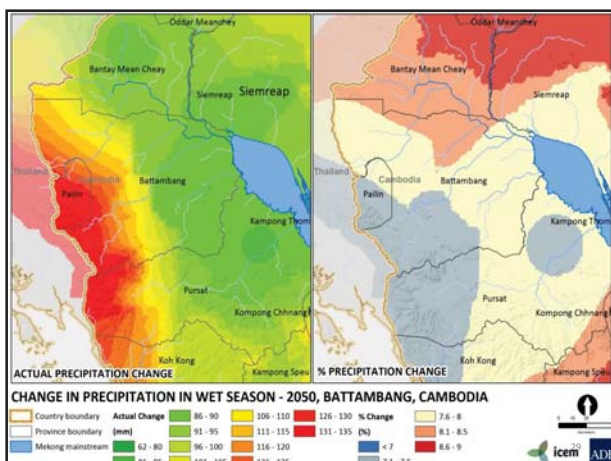 Oddar Meanchey
Bantay Mean Cheay
Siemreap
Siemreap
Thailand
Cambodia
Pailin
Battambang
Kampong Thom
Pursat
Kompong Chhnang
Koh Kong
Kampong Speu
ACTUAL PRECIPITATION CHANGE
Oddar Meanchey
Bantay Mean Cheay
Siemreap
Thailand
Cambodia
Pailin
Battambang
Kampong Thom
Pursat
Kompong Chhnang
Koh Kong
Kampong Speu
% PRECIPITATION CHANGE
CHANGE IN PRECIPITATION IN WET SEASON - 2050, BATTAMBANG, CAMBODIA
Country boundary
Province boundary
Mekong mainstream
Actual Change
(mm)
62 - 80
86 - 90
91 - 95
96 - 100
106 - 110
111 - 115
116 - 120
126 - 130
131 - 135
% Change
(%)
< 7
7.6 - 8
8.1 - 8.5
8.6 - 9
29
icem